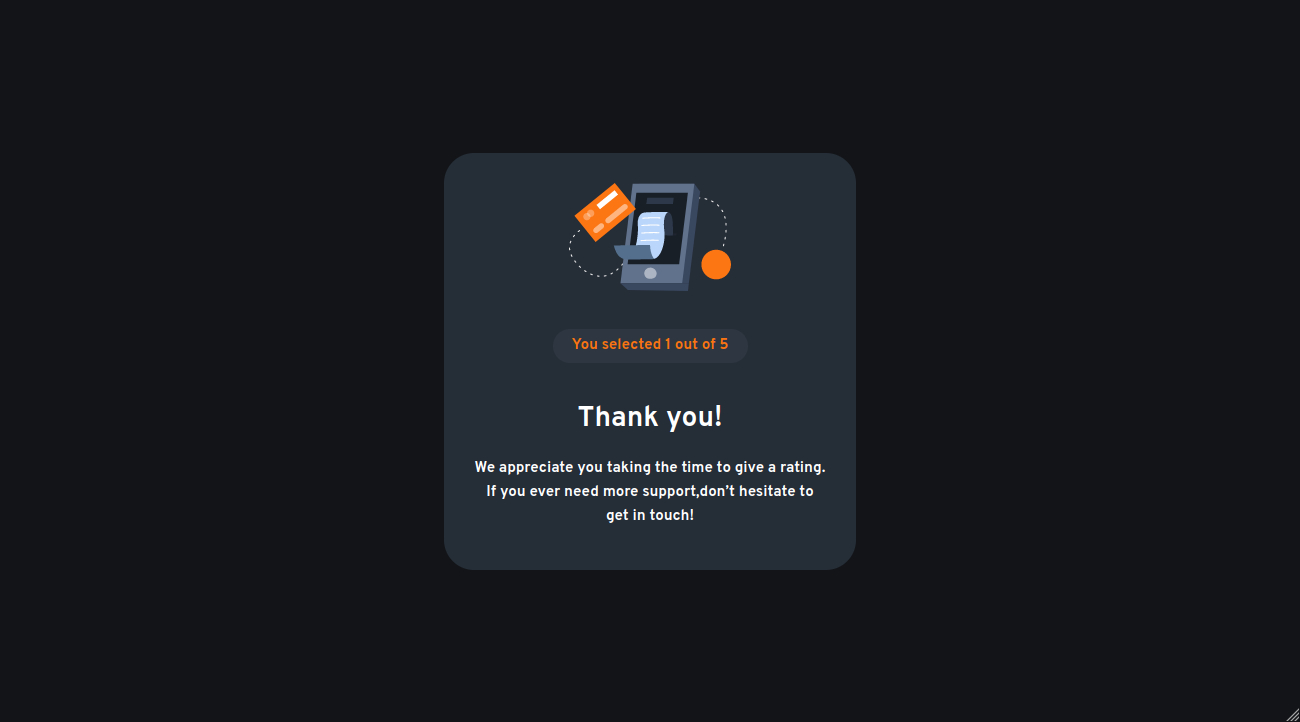 You selected 1 out of 5
Thank you!
We appreciate you taking the time to give a rating.
If you ever need more support,don't hesitate to
get in touch!